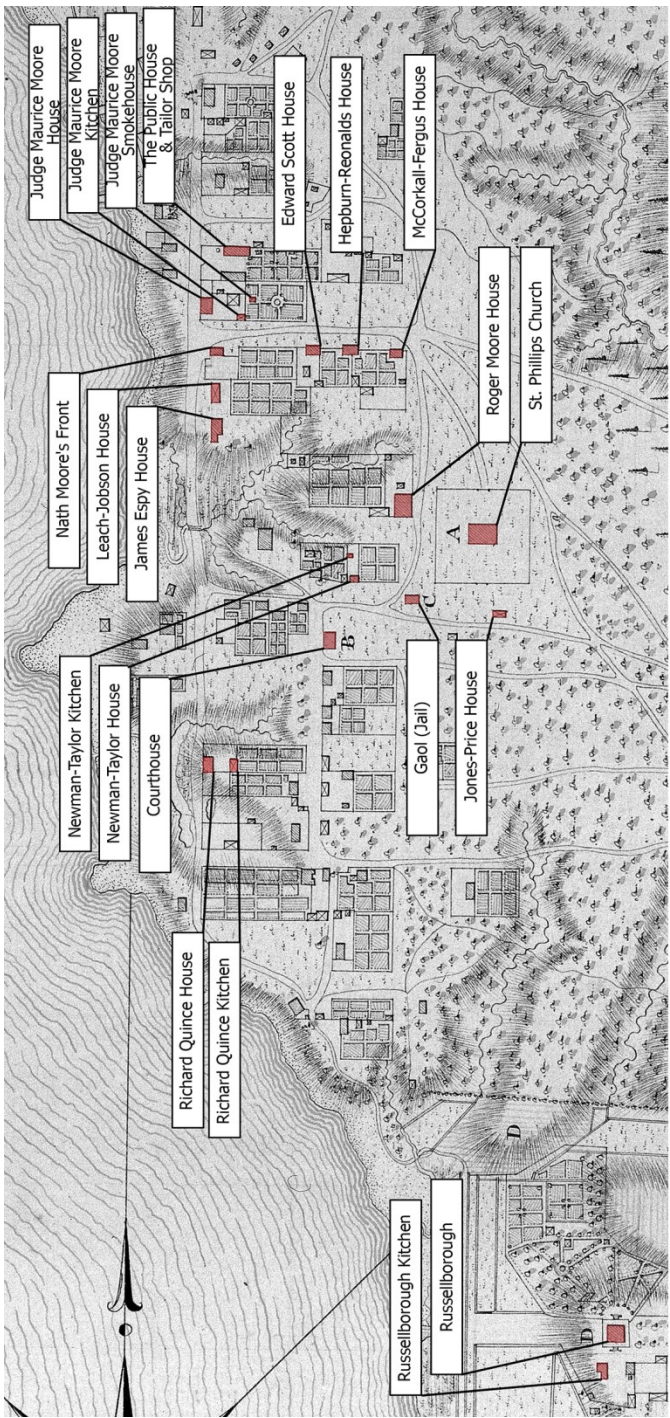 Judge Maurice Moore
House
Judge Maurice Moore
Kitchen
Judge Maurice Moore
Smokehouse
The Public House
& Tailor Shop
Edward Scott House
Hepburn-Reonalds House
McCorkall-Fergus House
Roger Moore House
St. Phillips Church
Nath Moore's Front
Leach-Jobson House
James Espy House
A
Newman-Taylor Kitchen
Newman-Taylor House
Courthouse
B
C
Gaol (Jail)
Jones-Price House
Richard Quince House
Richard Quince Kitchen
D
Russellborough Kitchen
Russellborough
D